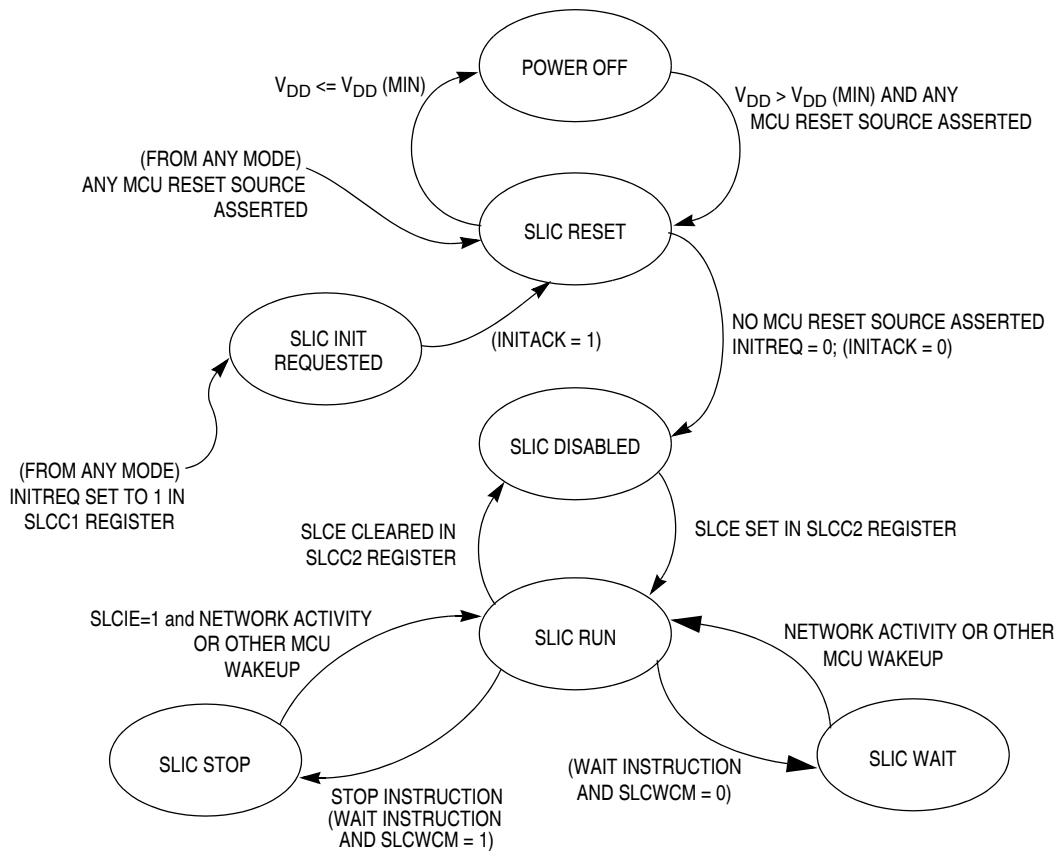 POWER OFF
VDD <= VDD (MIN)
VDD > VDD (MIN) AND ANY
MCU RESET SOURCE ASSERTED
(FROM ANY MODE)
ANY MCU RESET SOURCE
ASSERTED
SLIC RESET
SLIC INIT
REQUESTED
(INITACK = 1)
NO MCU RESET SOURCE ASSERTED
INITREQ = 0; (INITACK = 0)
(FROM ANY MODE)
INITREQ SET TO 1 IN
SLCC1 REGISTER
SLIC DISABLED
SLCE CLEARED IN
SLCC2 REGISTER
SLCE SET IN SLCC2 REGISTER
SLCIE=1 and NETWORK ACTIVITY
OR OTHER MCU
WAKEUP
SLIC RUN
NETWORK ACTIVITY OR OTHER
MCU WAKEUP
SLIC STOP
SLIC WAIT
STOP INSTRUCTION
(WAIT INSTRUCTION
AND SLCWCM = 1)
(WAIT INSTRUCTION
AND SLCWCM = 0)